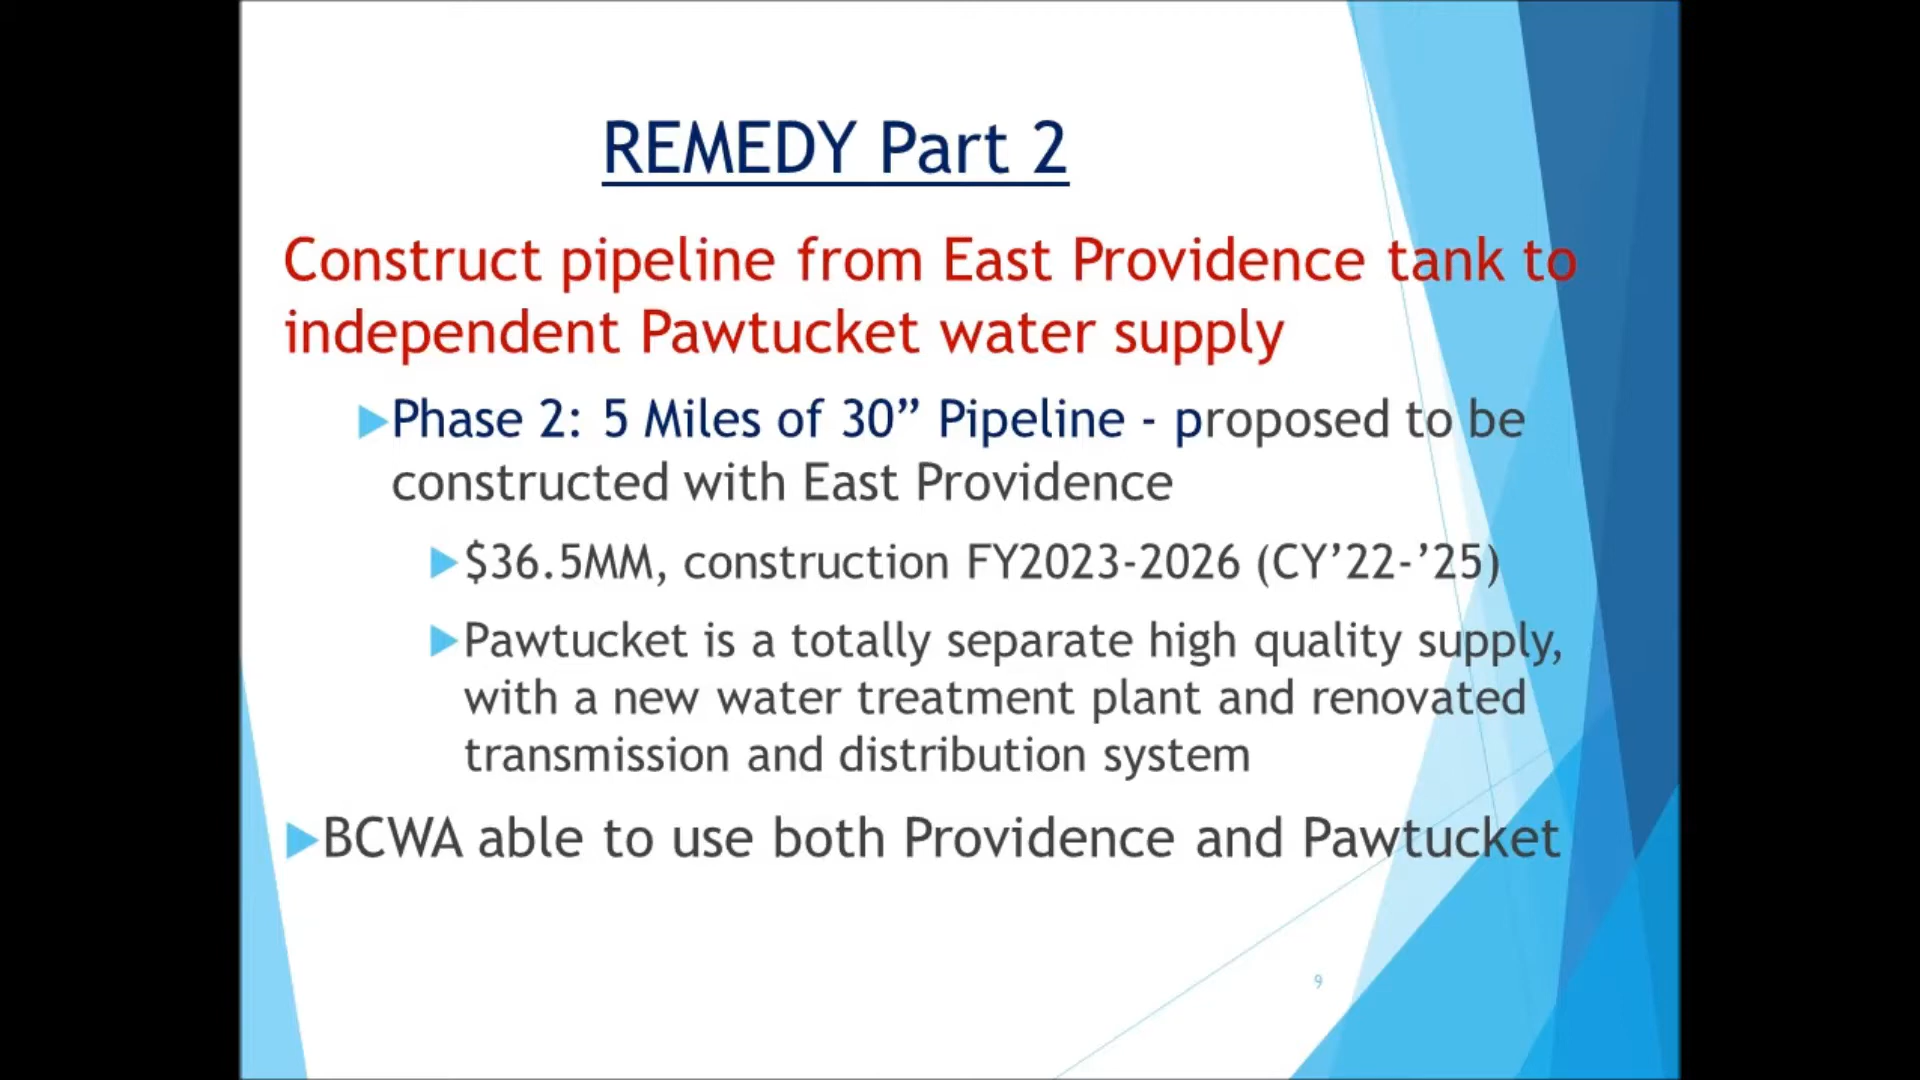 REMEDY Part 2
Construct pipeline from East Providence tank to
independent Pawtucket water supply
Phase 2: 5 Miles of 30” Pipeline - proposed to be
constructed with East Providence
$36.5MM, construction FY2023-2026 (CY’22-’25)
Pawtucket is a totally separate high quality supply,
with a new water treatment plant and renovated
transmission and distribution system
BCWA able to use both Providence and Pawtucket
9